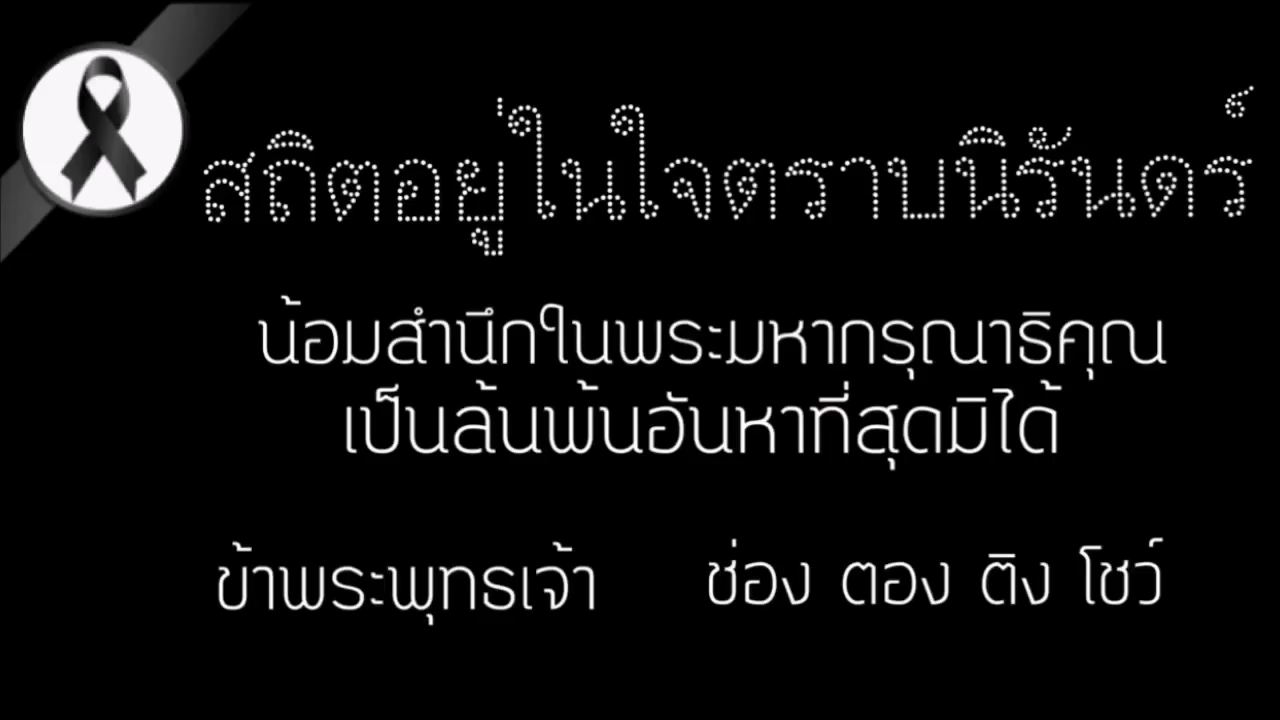 สถิตอยู่ในใจตราบนิรันดร์
น้อมสำนึกในพระมหากรุณาธิคุณ
เป็นล้นพ้นอันหาที่สุดมิได้
ข้าพระพุทธเจ้า ช่อง ตอง ติง โชว์